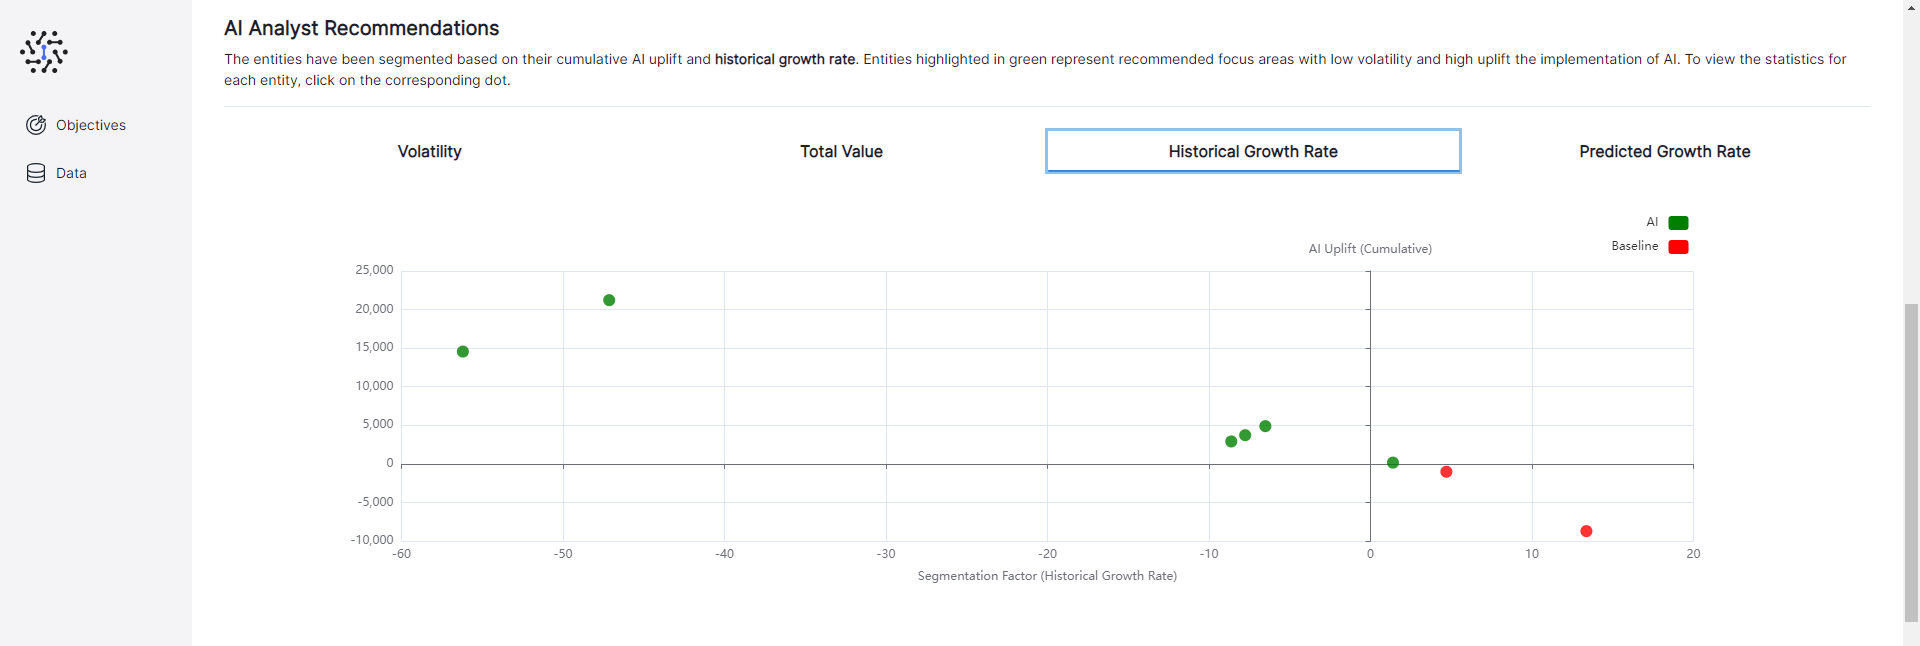 AI Analyst Recommendations
The entities have been segmented based on their cumulative AI uplift and historical growth rate. Entities highlighted in green represent recommended focus areas with low volatility and high uplift the implementation of AI. To view the statistics for
each entity, click on the corresponding dot.
Objectives
Data
Volatility
Total Value
Historical Growth Rate
Predicted Growth Rate
AI
Baseline
AI Uplift (Cumulative)
25,000
20,000
15,000
10,000
5,000
0
-5,000
-10,000
-60 -50 -40 -30 -20 -10 0 10 20
Segmentation Factor (Historical Growth Rate)